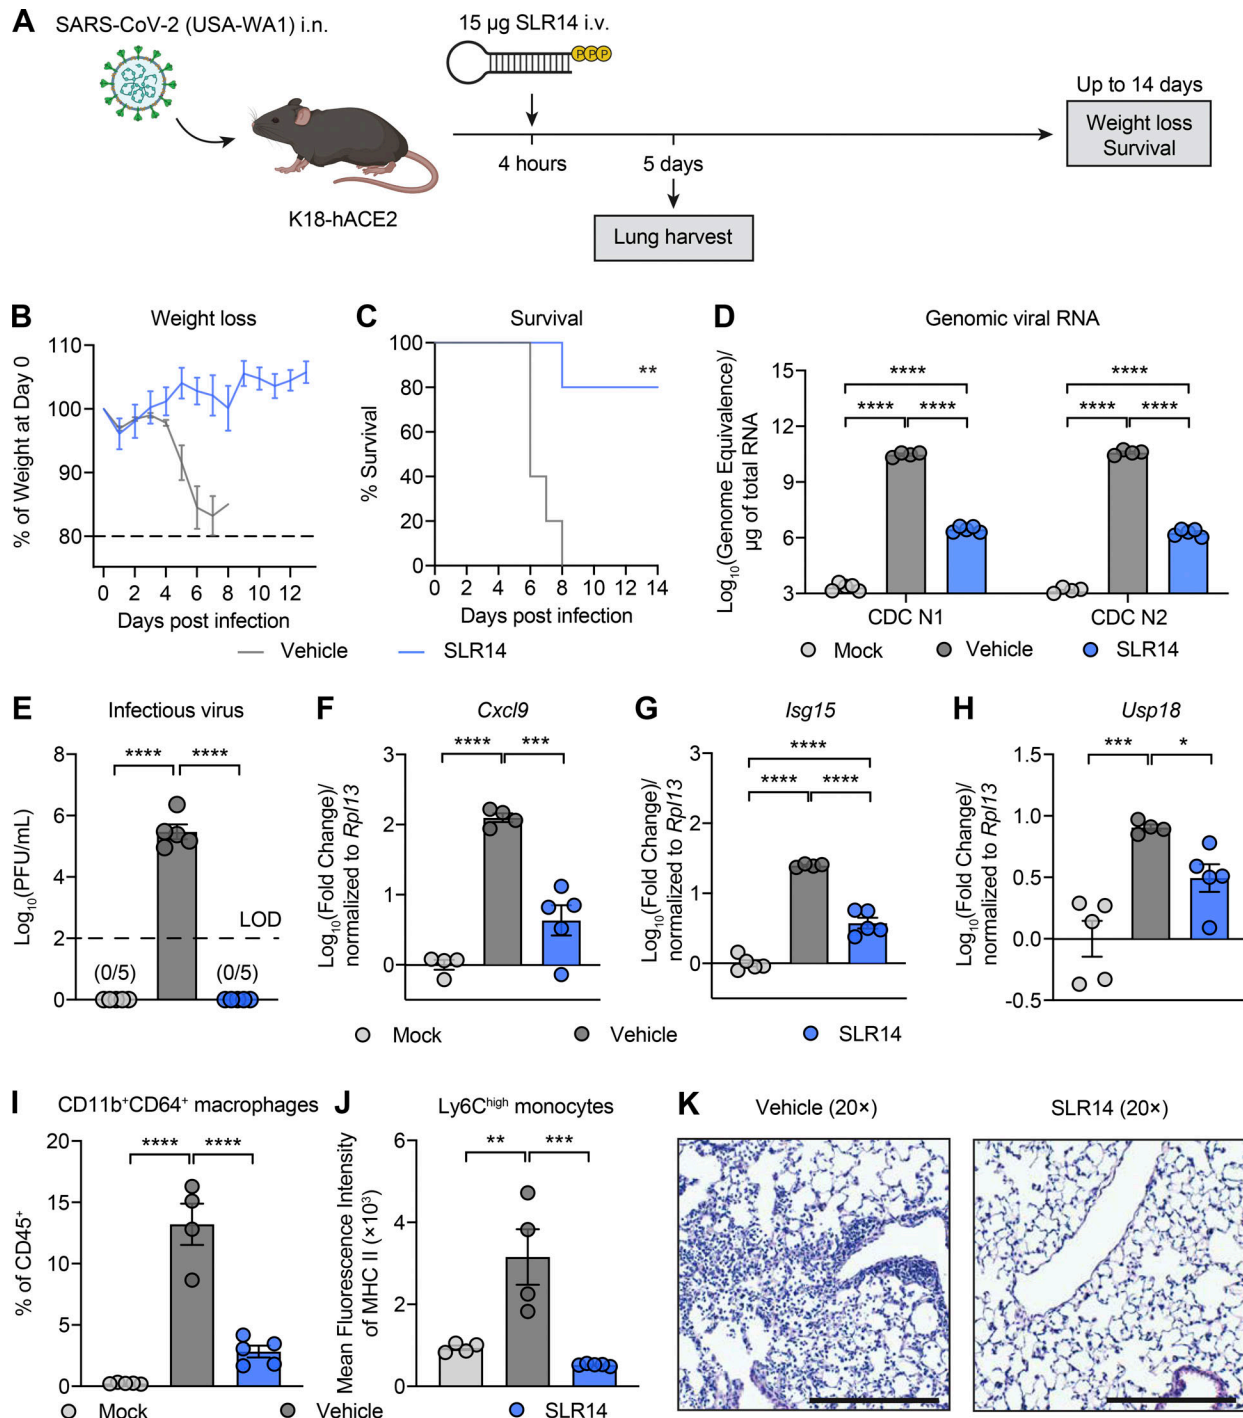 A
SARS-CoV-2 (USA-WA1) i.n.
15 µg SLR14 i.v.
P P P
K18-hACE2
4 hours
5 days
Lung harvest
Up to 14 days
Weight loss
Survival
B
Weight loss
% of Weight at Day 0
110
100
90
80
0 2 4 6 8 10 12
Days post infection
C
Survival
% Survival
100
80
60
40
20
0
**
0 2 4 6 8 10 12 14
Days post infection
Vehicle
SLR14
D
Genomic viral RNA
Log₁₀(Genome Equivalence)/
µg of total RNA
15
12
9
6
3
****
**** ****
****
**** ****
CDC N1
CDC N2
Mock
Vehicle
SLR14
E
Infectious virus
Log₁₀(PFU/mL)
8
6
4
2
0
**** ****
LOD
(0/5)
(0/5)
F
Cxcl9
Log₁₀(Fold Change)/
normalized to Rpl13
3
2
1
0
**** ***
G
Isg15
Log₁₀(Fold Change)/
normalized to Rpl13
3
2
1
0
****
**** ****
H
Usp18
Log₁₀(Fold Change)/
normalized to Rpl13
1.5
1.0
0.5
0.0
-0.5
*** *
Mock
Vehicle
SLR14
I
CD11b⁺CD64⁺ macrophages
% of CD45⁺
20
15
10
5
0
**** ****
J
Ly6Cʰⁱᵍʰ monocytes
Mean Fluorescence Intensity
of MHC II (×10³)
6
4
2
0
** ***
Mock
Vehicle
SLR14
K
Vehicle (20×)
SLR14 (20×)